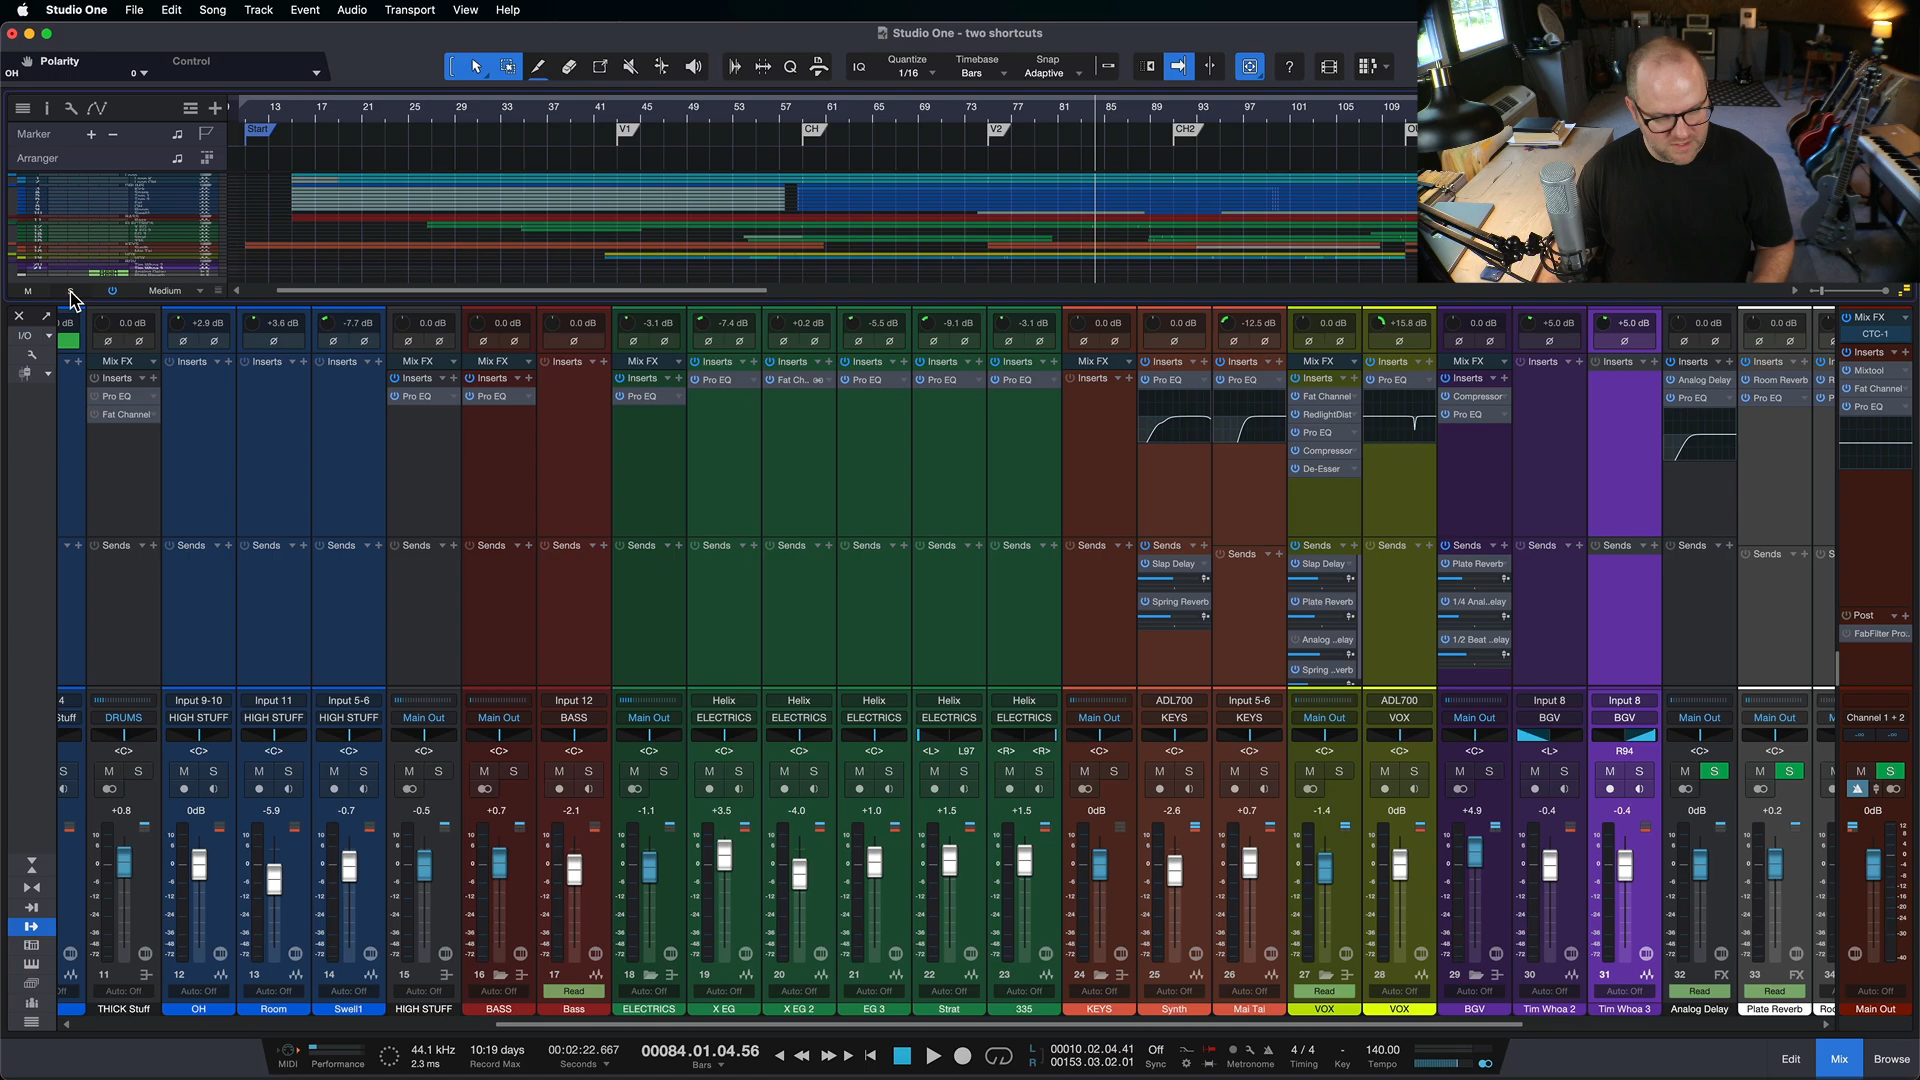 Studio One File Edit Song Track Event Audio Transport View Help
Studio One - two shortcuts
Polarity Control
OH 0
IQ Quantize 1/16 Timebase Bars Snap Adaptive
13 17 21 25 29 33 37 41 45 49 53 57 61 65 69 73 77 81 85 89 93 97 101 105 109
Marker
Start V1 CH V2 CH2
Arranger
M S Medium
dB 0.0 dB +2.9 dB +3.6 dB -7.7 dB 0.0 dB 0.0 dB 0.0 dB -3.1 dB -7.4 dB +0.2 dB -5.5 dB -9.1 dB -3.1 dB 0.0 dB 0.0 dB -12.5 dB 0.0 dB +15.8 dB 0.0 dB +5.0 dB +5.0 dB 0.0 dB 0.0 dB Mix FX
I/O CTC-1
Mix FX Inserts Inserts Inserts Mix FX Mix FX Inserts Mix FX Inserts Inserts Inserts Inserts Inserts Mix FX Inserts Inserts Mix FX Inserts Mix FX Inserts Inserts Inserts Inserts Inserts
Inserts Inserts Inserts Inserts Pro EQ Fat Ch.. Pro EQ Pro EQ Pro EQ Inserts Pro EQ Pro EQ Inserts Pro EQ Inserts Analog Delay Room Reverb Mixtool
Pro EQ Pro EQ Pro EQ Pro EQ Fat Channel Compressor Pro EQ Pro EQ Fat Channel
Fat Channel RedlightDist Pro EQ Pro EQ
Pro EQ
Compressor
De-Esser
Sends Sends Sends Sends Sends Sends Sends Sends Sends Sends Sends Sends Sends Sends Sends Sends Sends Sends Sends Sends Sends Sends Sends
Slap Delay Slap Delay Plate Reverb
Spring Reverb Plate Reverb 1/4 Anal..elay Post
Analog ..elay 1/2 Beat ..elay FabFilter Pro..
Spring ..verb
4 Input 9-10 Input 11 Input 5-6 Input 12 Helix Helix Helix Helix Helix ADL700 Input 5-6 ADL700 Input 8 Input 8
Stuff DRUMS HIGH STUFF HIGH STUFF HIGH STUFF Main Out Main Out BASS Main Out ELECTRICS ELECTRICS ELECTRICS ELECTRICS ELECTRICS Main Out KEYS KEYS Main Out VOX Main Out BGV BGV Main Out Main Out Channel 1 + 2
<C> <C> <C> <C> <C> <C> <C> <C> <C> <C> <C> <L> L97 <R> <R> <C> <C> <C> <C> <C> <C> <L> R94 <C> <C>
S M S M S M S M S M S M S M S M S M S M S M S M S M S M S M S M S M S M S M S M S M S M S M S M S
+0.8 0dB -5.9 -0.7 -0.5 +0.7 -2.1 -1.1 +3.5 -4.0 +1.0 +1.5 +1.5 0dB -2.6 +0.7 -1.4 0dB +4.9 -0.4 -0.4 0dB +0.2 0dB
11 12 13 14 15 16 17 18 19 20 21 22 23 24 25 26 27 28 29 30 31 32 FX 33 FX 34
Auto: Off Auto: Off Auto: Off Auto: Off Auto: Off Auto: Off Read Auto: Off Auto: Off Auto: Off Auto: Off Auto: Off Auto: Off Auto: Off Auto: Off Auto: Off Read Auto: Off Auto: Off Auto: Off Auto: Off Read Read Auto: Off
THICK Stuff OH Room Swell1 HIGH STUFF BASS Bass ELECTRICS X EG X EG 2 EG 3 Strat 335 KEYS Synth Mai Tai VOX VOX BGV Tim Whoa 2 Tim Whoa 3 Analog Delay Plate Reverb Roo Main Out
MIDI Performance 44.1 kHz 2.3 ms 10:19 days Record Max 00:02:22.667 Seconds 00084.01.04.56 Bars L 00010.02.04.41 R 00153.03.02.01 Off Sync Metronome 4 / 4 Timing - Key 140.00 Tempo Edit Mix Browse